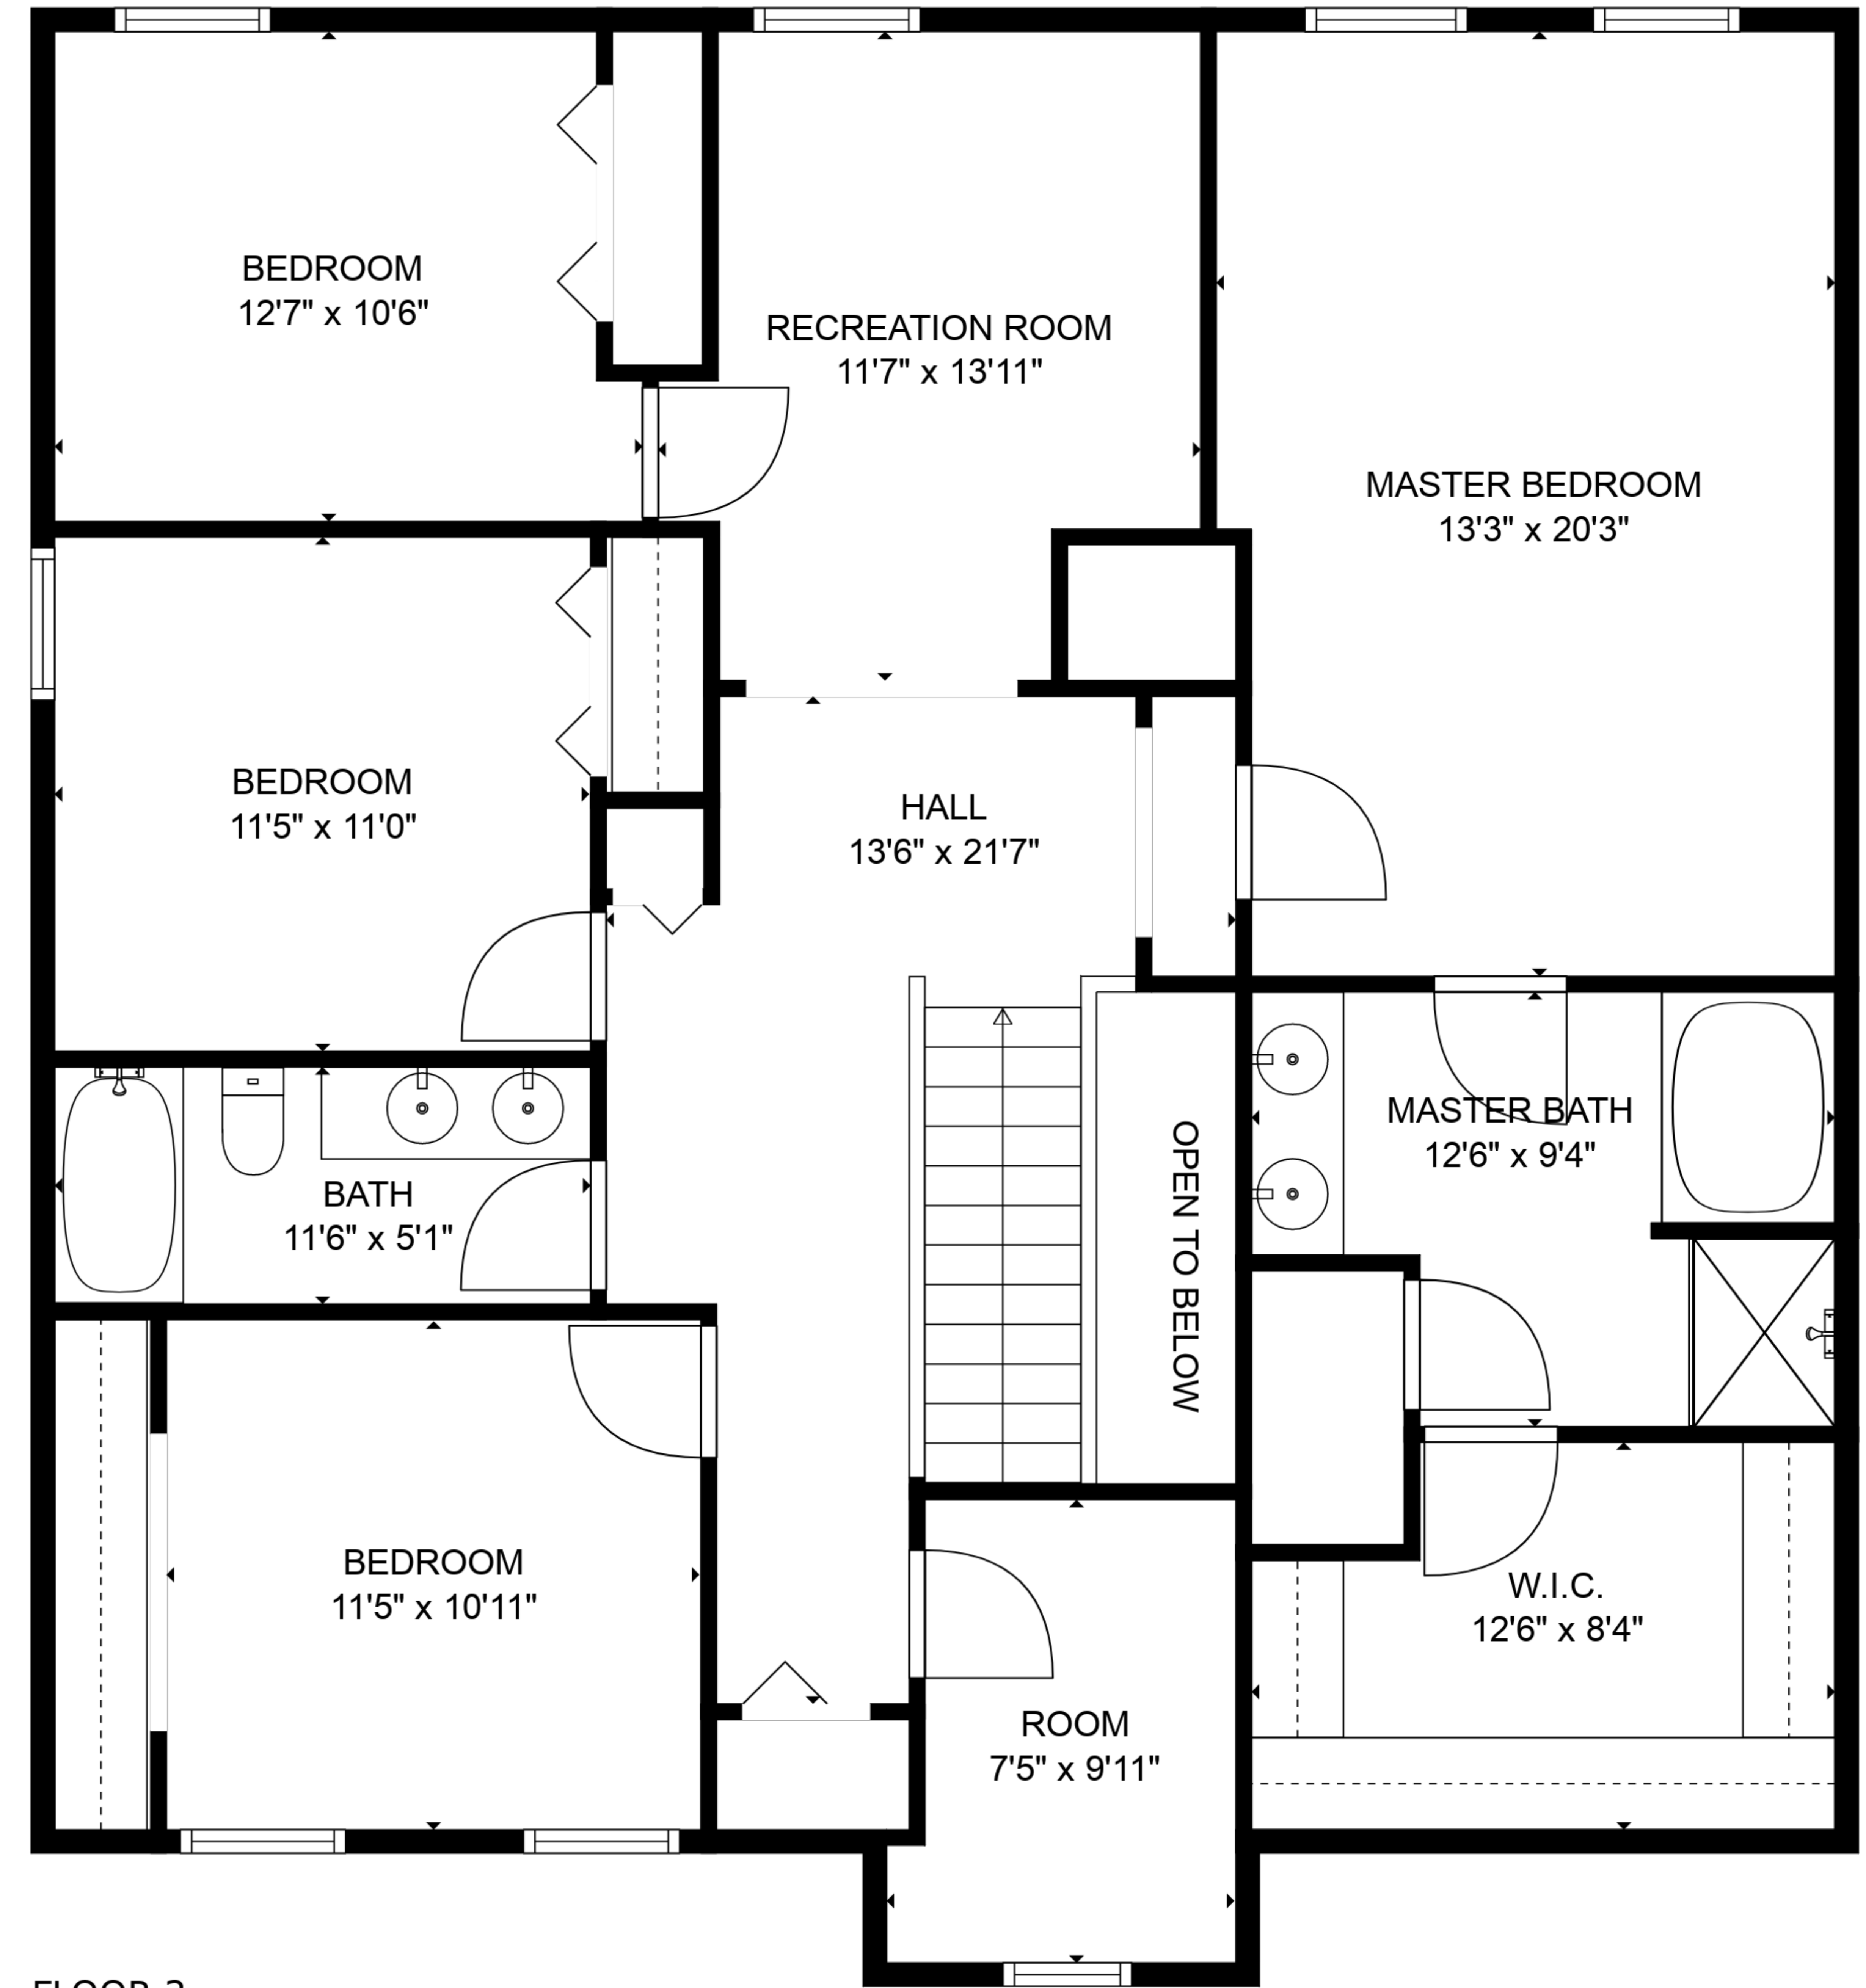 BEDROOM
12'7" x 10'6"
RECREATION ROOM
11'7" x 13'11"
MASTER BEDROOM
13'3" x 20'3"
BEDROOM
11'5" x 11'0"
HALL
13'6" x 21'7"
MASTER BATH
12'6" x 9'4"
OPEN TO BELOW
BATH
11'6" x 5'1"
BEDROOM
11'5" x 10'11"
W.I.C.
12'6" x 8'4"
ROOM
7'5" x 9'11"
FLOOR